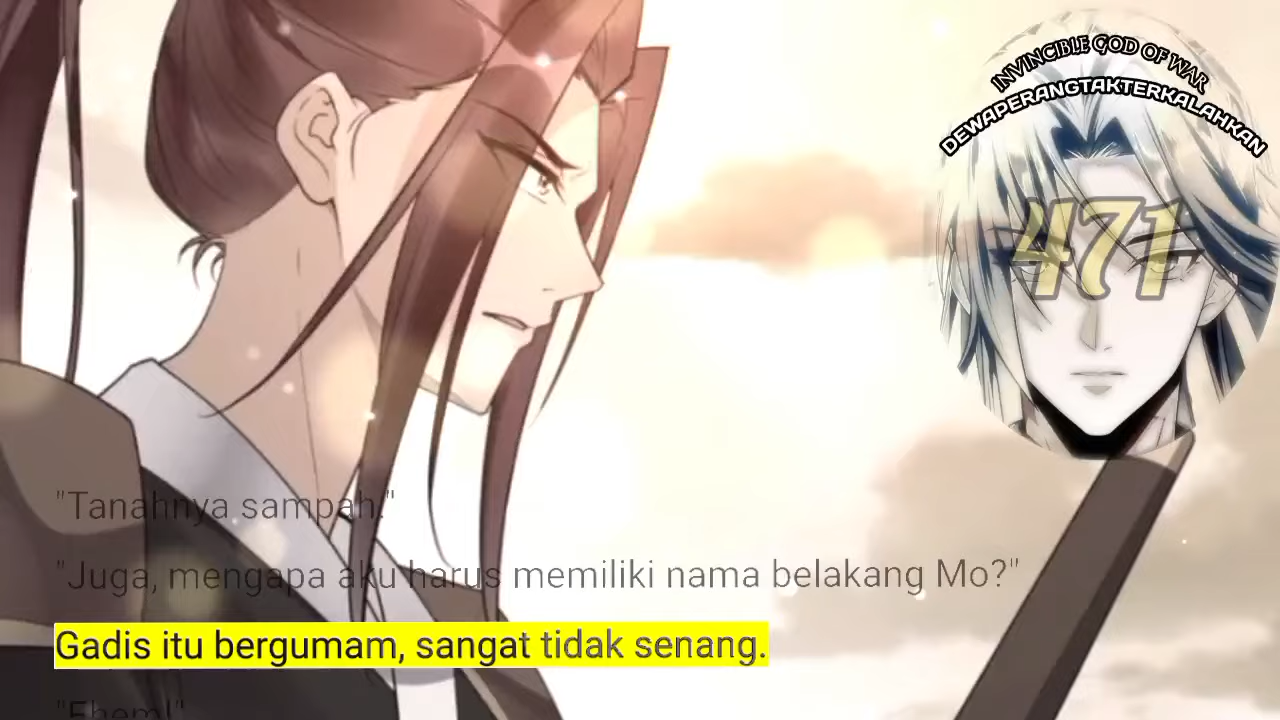 INVINCIBLE GOD OF WAR
DEWAPERANGTAKTERKALAHKAN
471
"Tanahnya sampah."
"Juga, mengapa aku harus memiliki nama belakang Mo?"
Gadis itu bergumam, sangat tidak senang.
"Ehem!"